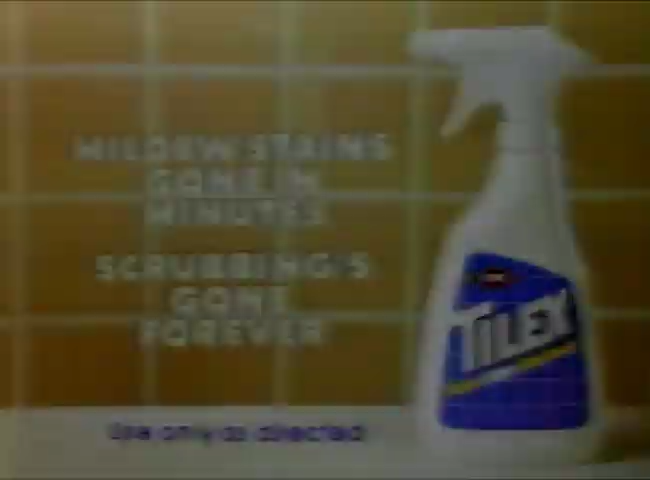 MILDEW STAINS
GONE IN
MINUTES
SCRUBBING'S
GONE
FOREVER
Use only as directed
TILEX